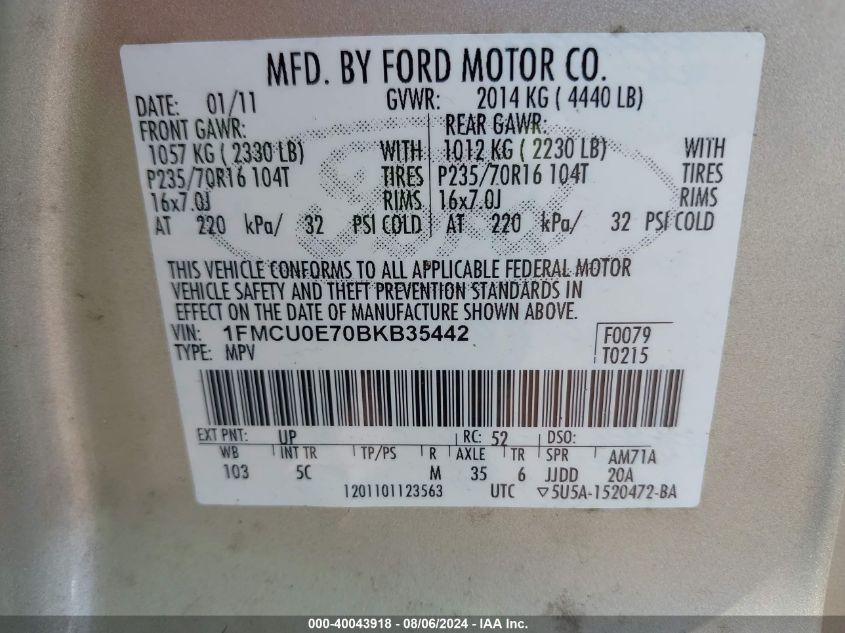 MFD. BY FORD MOTOR CO.
DATE: 01/11 GVWR: 2014 KG ( 4440 LB)
FRONT GAWR: REAR GAWR:
1057 KG ( 2330 LB) WITH 1012 KG ( 2230 LB) WITH
P235/70R16 104T TIRES P235/70R16 104T TIRES
16x7.0J RIMS 16x7.0J RIMS
AT 220 kPa/ 32 PSI COLD AT 220 kPa/ 32 PSI COLD
Ford
THIS VEHICLE CONFORMS TO ALL APPLICABLE FEDERAL MOTOR
VEHICLE SAFETY AND THEFT PREVENTION STANDARDS IN
EFFECT ON THE DATE OF MANUFACTURE SHOWN ABOVE.
VIN: 1FMCU0E70BKB35442 F0079
TYPE: MPV T0215
EXT PNT: UP RC: 52 DSO:
WB INT TR TP/PS R AXLE TR SPR AM71A
103 5C M 35 6 JJDD 20A
1201101123563 UTC ▽5U5A-1520472-BA
000-40043918 - 08/06/2024 - IAA Inc.